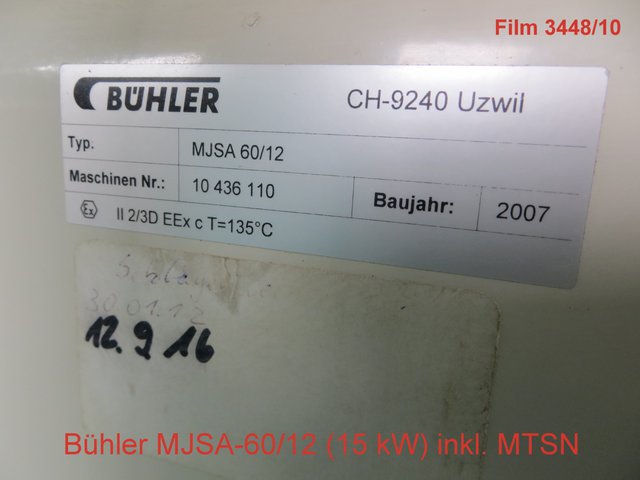 Film 3448/10
BÜHLER
CH-9240 Uzwil
Typ. MJSA 60/12
Maschinen Nr.: 10 436 110 Baujahr: 2007
Ex II 2/3D EEx c T=135°C
30.01.12
12.9 16
Bühler MJSA-60/12 (15 kW) inkl. MTSN